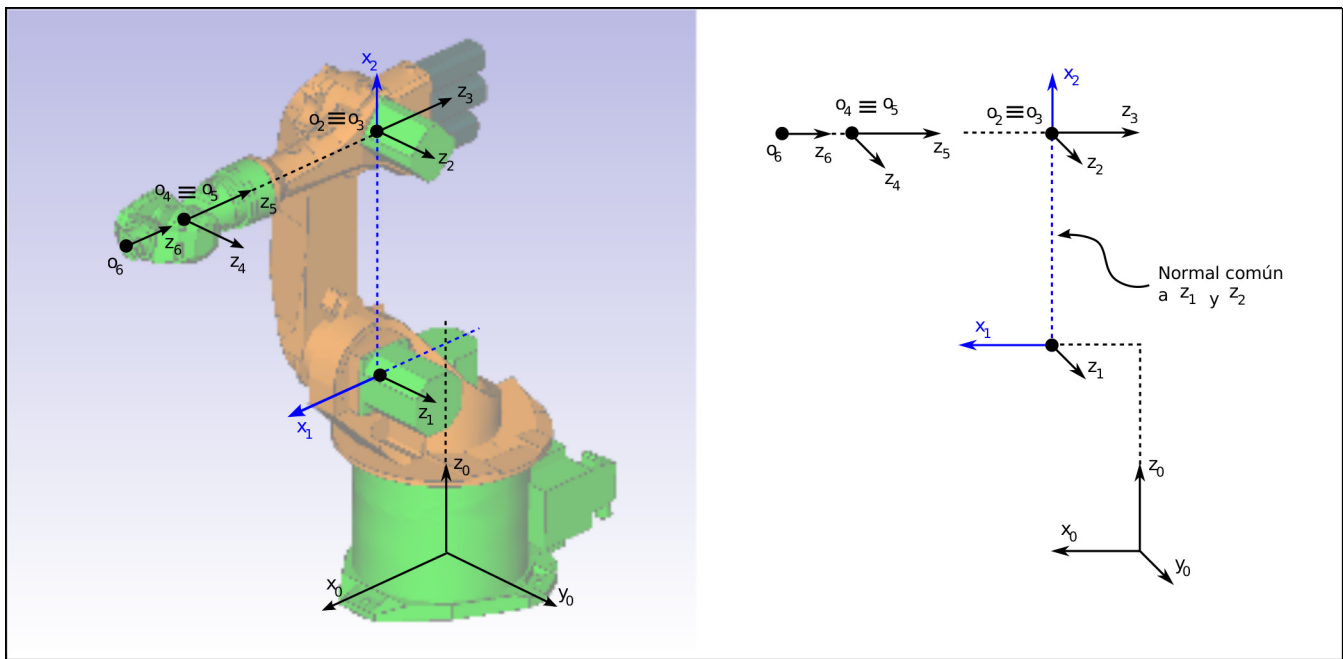 x₂
z₃
o₂≡o₃
z₂
o₄ ≡ o₅
z₅
z₆
o₆
z₄
x₁
z₁
z₀
x₀
y₀
x₂
o₄ ≡ o₅
o₂≡o₃
z₃
o₆
z₆
z₅
z₂
z₄
Normal común
a z₁ y z₂
x₁
z₁
z₀
x₀
y₀